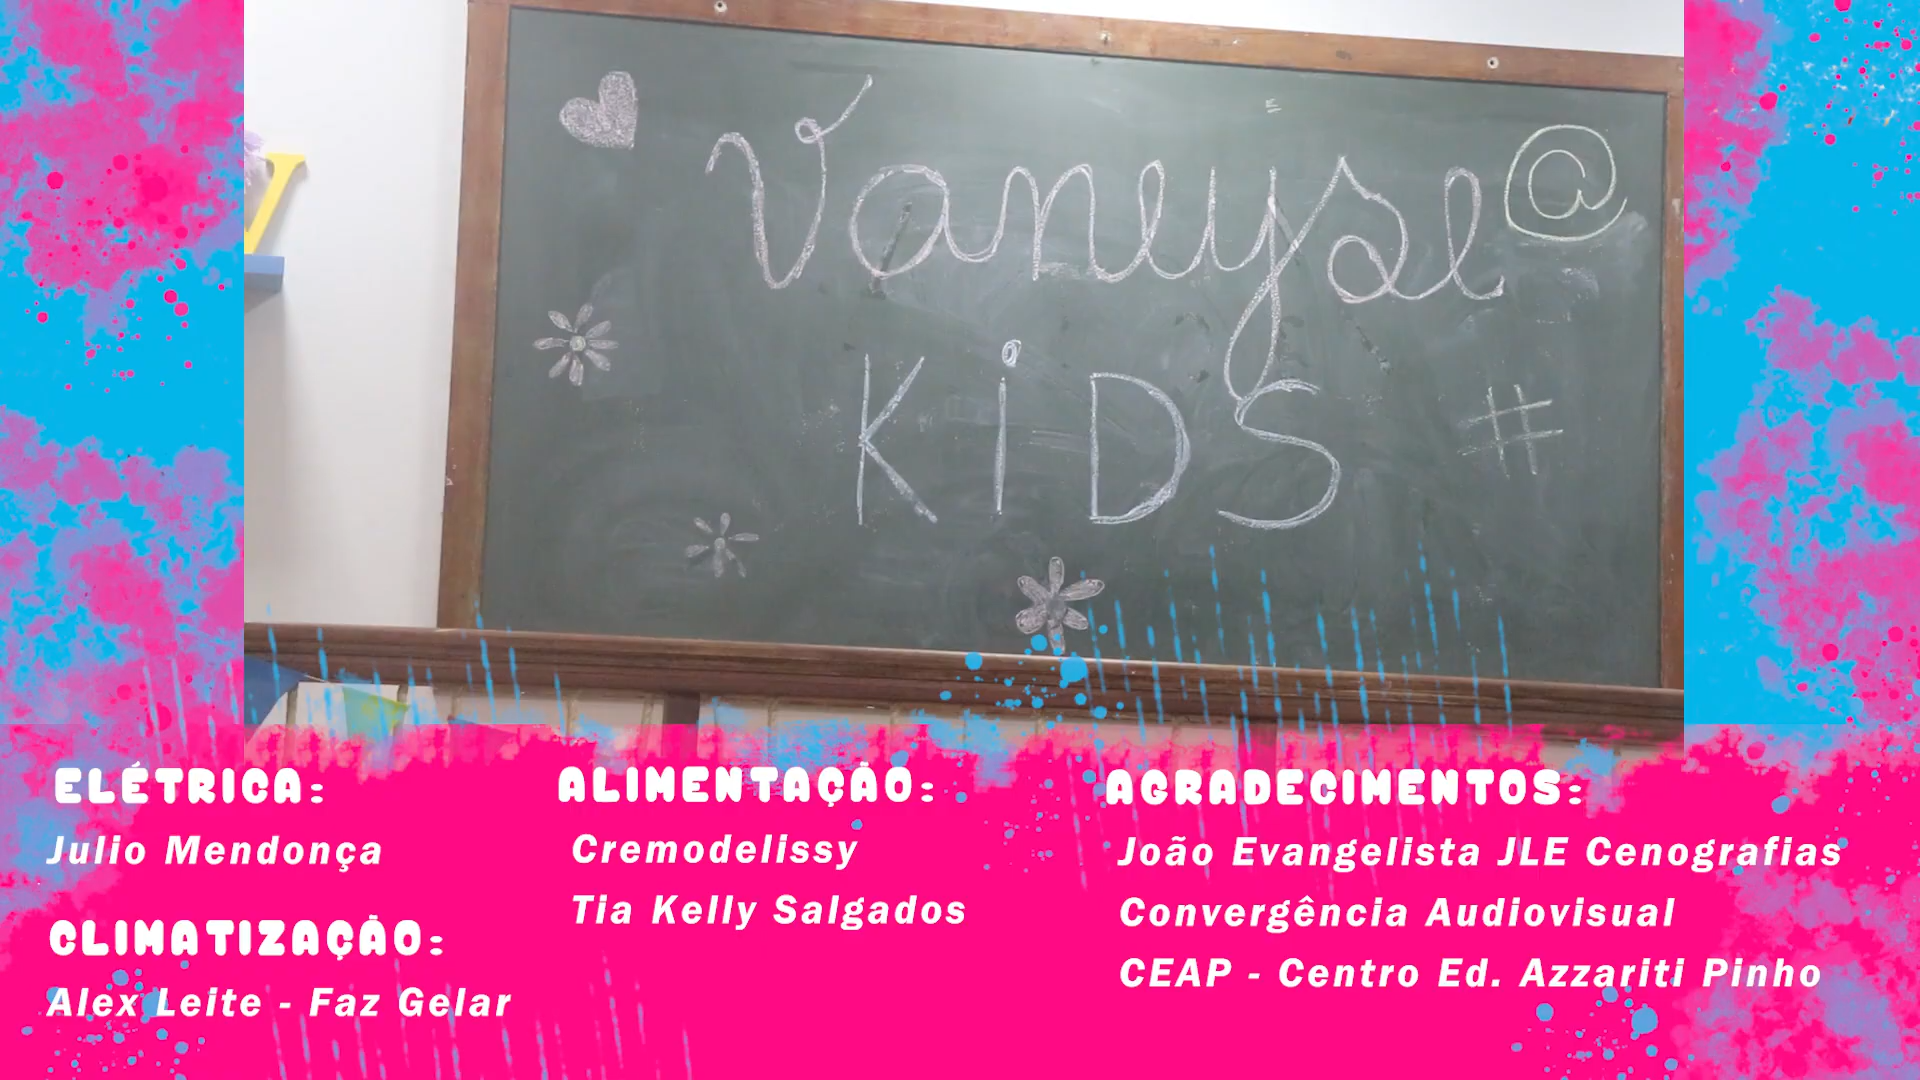 Vaneyse @
KiDS #
ELÉTRICA:
Julio Mendonça
CLIMATIZAÇÃO:
Alex Leite - Faz Gelar
ALIMENTAÇÃO:
Cremodelissy
Tia Kelly Salgados
AGRADECIMENTOS:
João Evangelista JLE Cenografias
Convergência Audiovisual
CEAP - Centro Ed. Azzariti Pinho